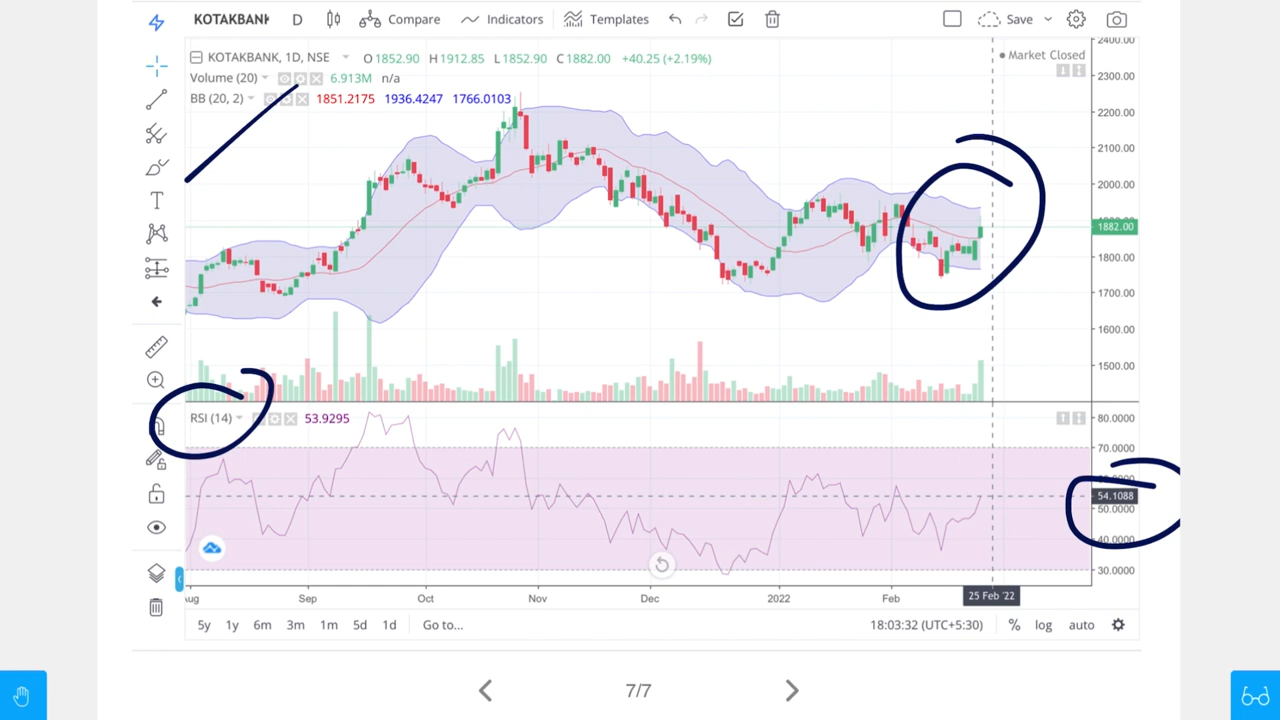 KOTAKBANK D Compare Indicators Templates Save
KOTAKBANK, 1D, NSE O1852.90 H1912.85 L1852.90 C1882.00 +40.25 (+2.19%)
Market Closed
Volume (20) 6.913M n/a
BB (20, 2) 1851.2175 1936.4247 1766.0103
2400.00
2300.00
2200.00
2100.00
2000.00
1882.00
1800.00
1700.00
1600.00
1500.00
RSI (14) 53.9295
80.0000
70.0000
54.1088
50.0000
40.0000
30.0000
Sep Oct Nov Dec 2022 Feb 25 Feb '22
5y 1y 6m 3m 1m 5d 1d Go to... 18:03:32 (UTC+5:30) % log auto
7/7